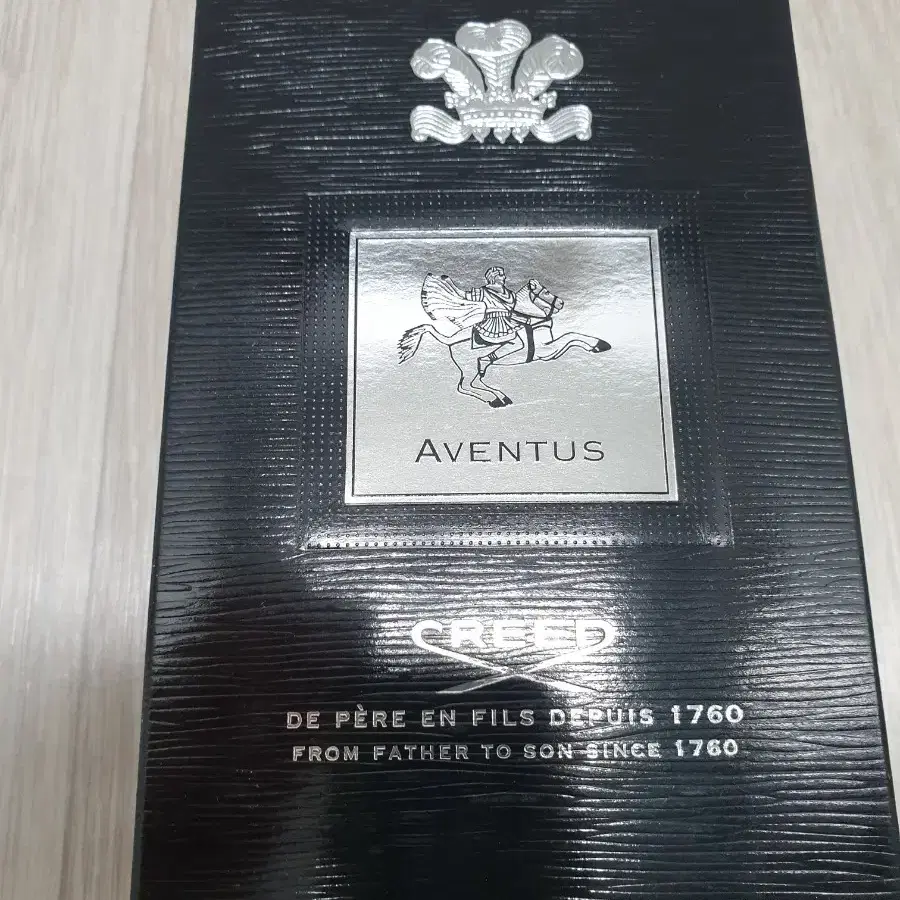 AVENTUS
CREED
DE PÈRE EN FILS DEPUIS 1760
FROM FATHER TO SON SINCE 1760